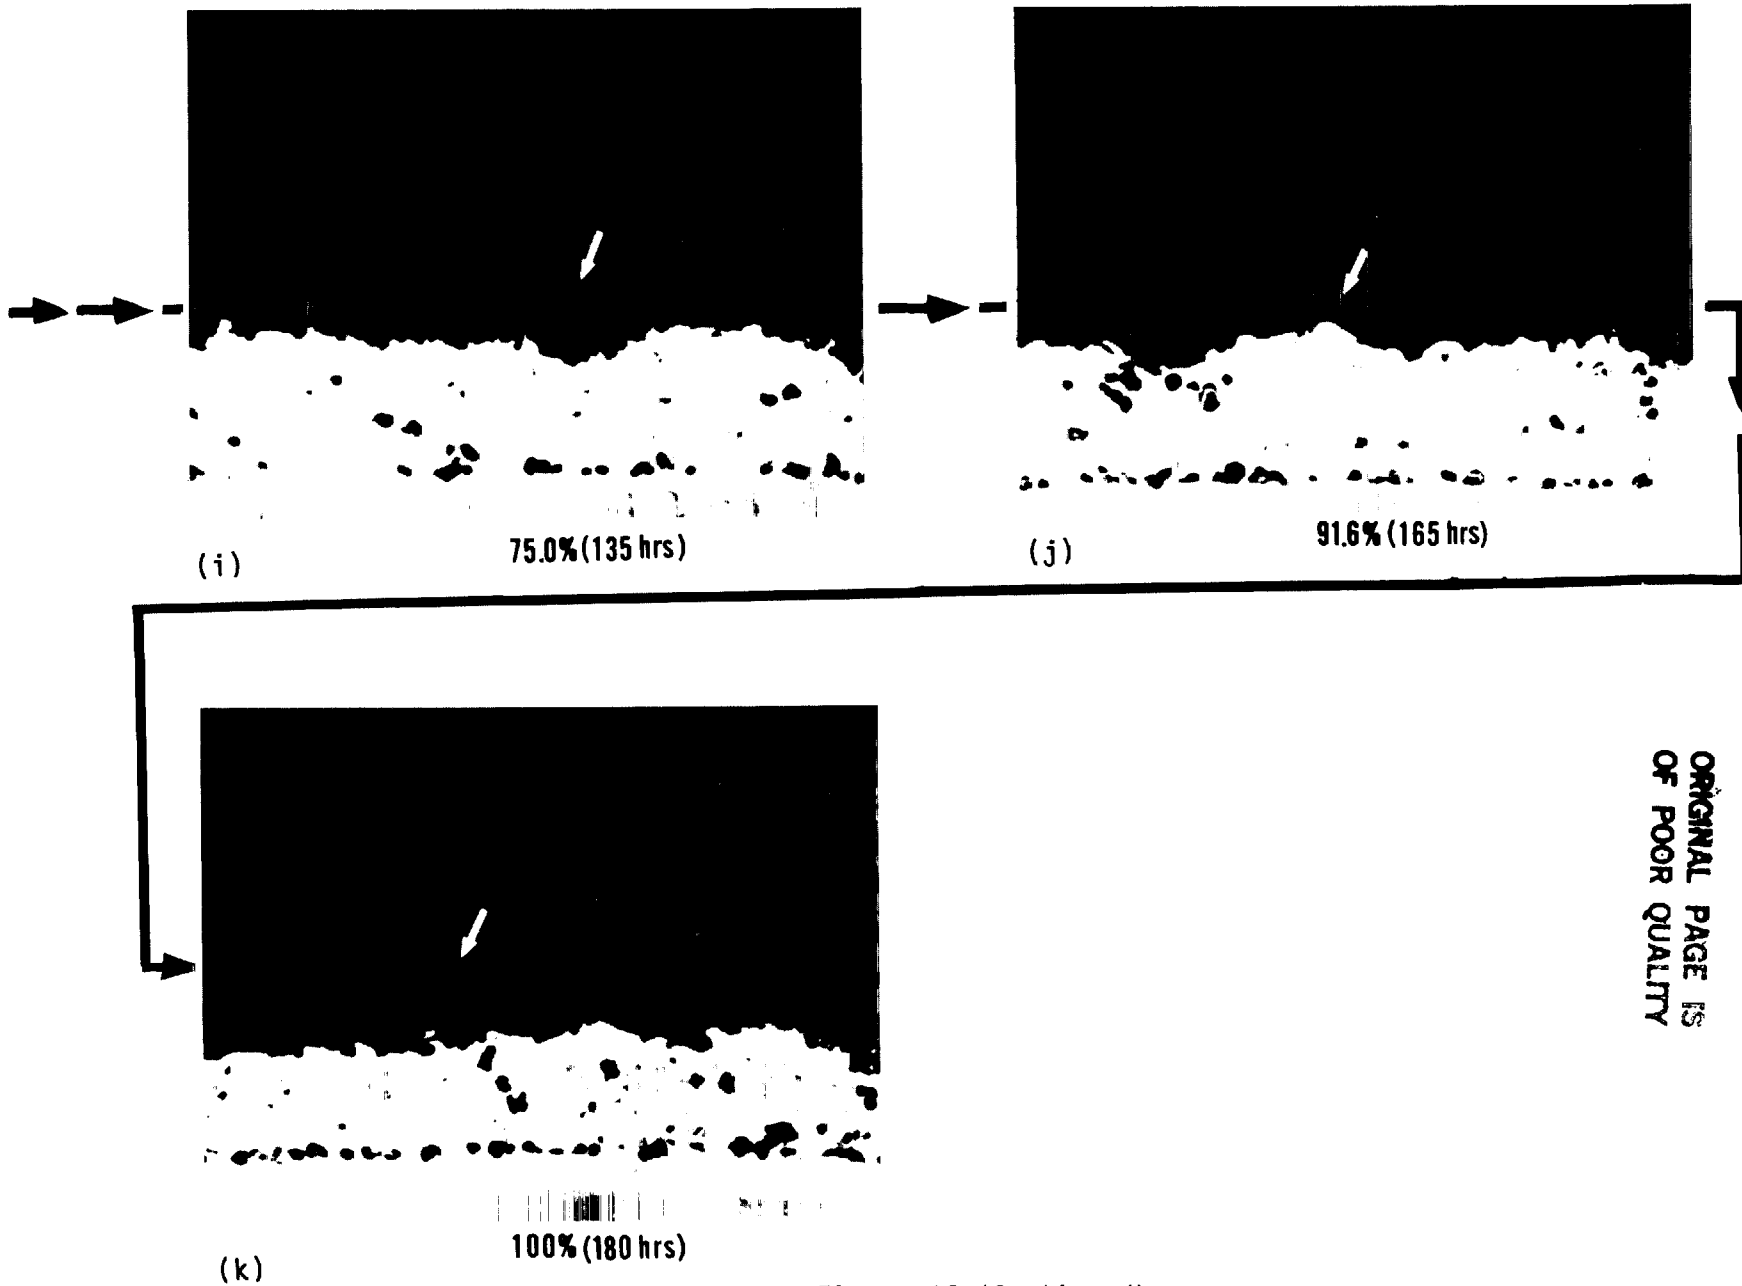 (i)
75.0% (135 hrs)
(j)
91.6% (165 hrs)
(k)
100% (180 hrs)
ORIGINAL PAGE IS
OF POOR QUALITY